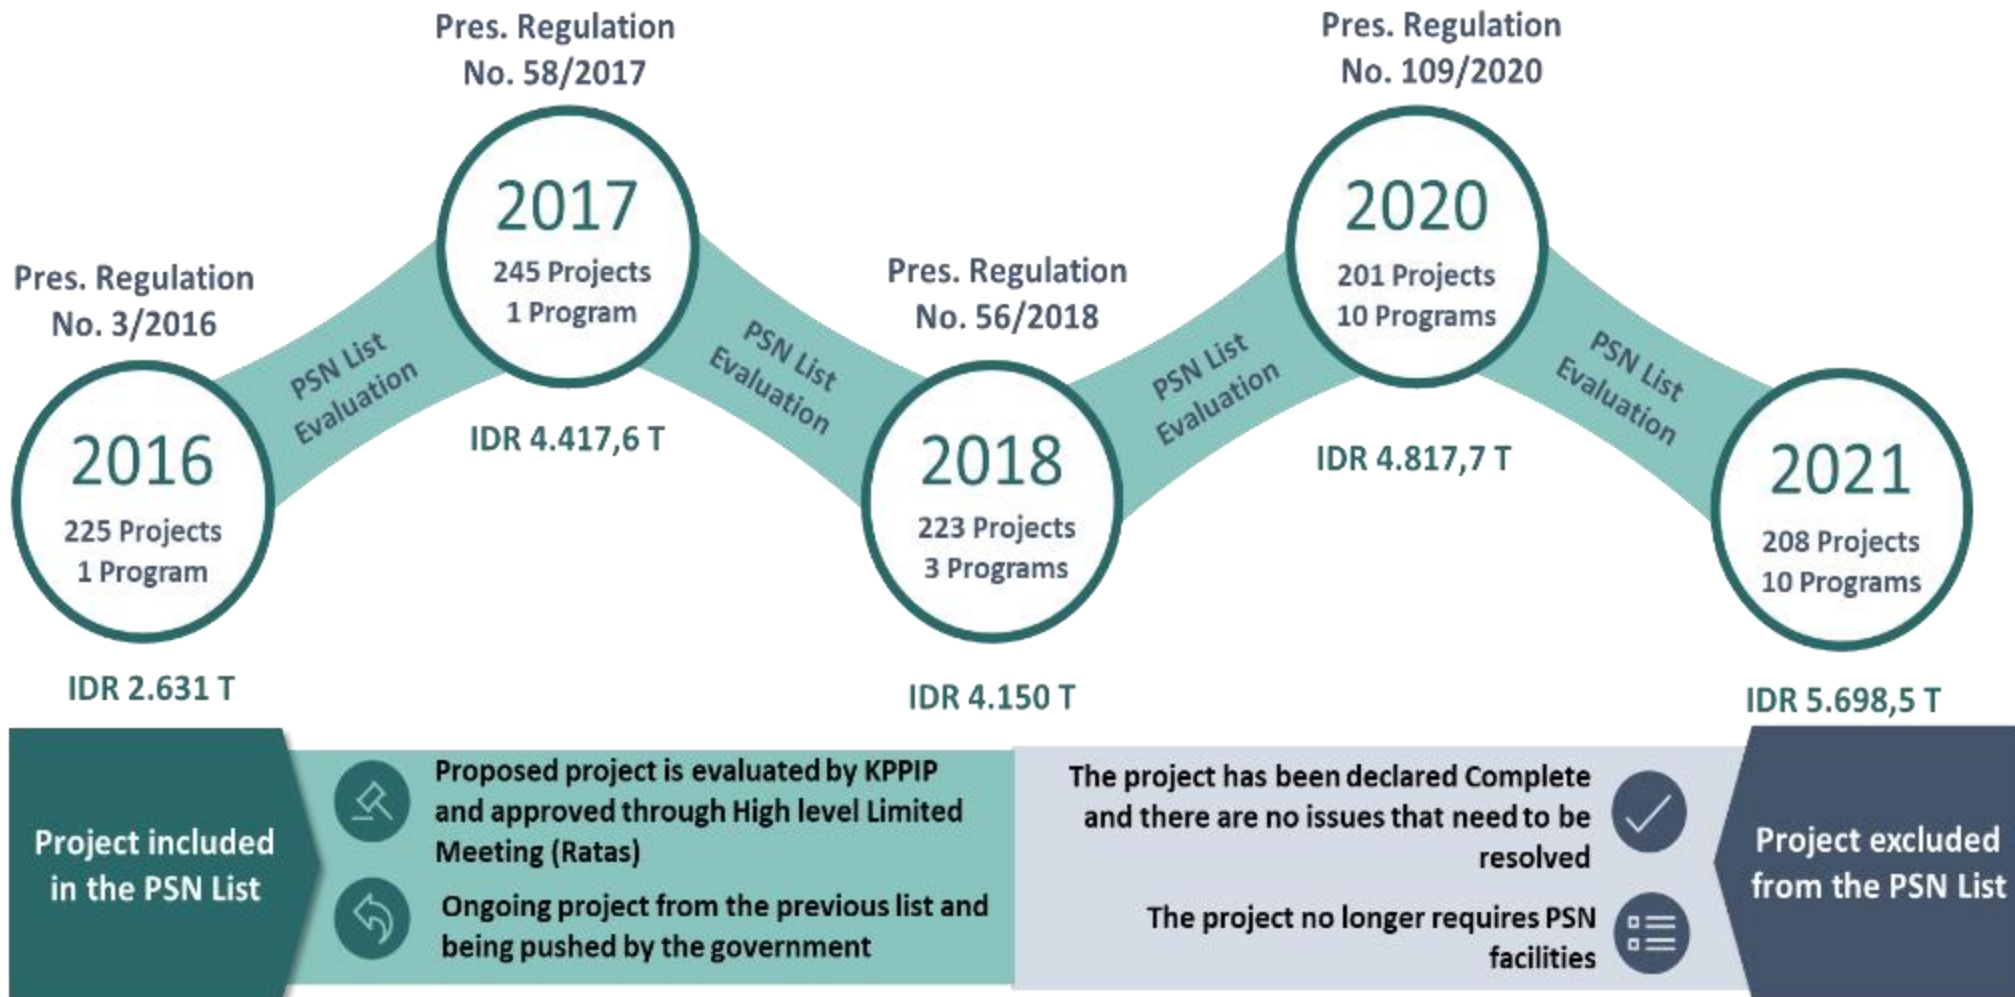 Pres. Regulation
No. 3/2016
2016
225 Projects
1 Program
IDR 2.631 T
PSN List
Evaluation
Pres. Regulation
No. 58/2017
2017
245 Projects
1 Program
IDR 4.417,6 T
PSN List
Evaluation
Pres. Regulation
No. 56/2018
2018
223 Projects
3 Programs
IDR 4.150 T
PSN List
Evaluation
Pres. Regulation
No. 109/2020
2020
201 Projects
10 Programs
IDR 4.817,7 T
PSN List
Evaluation
2021
208 Projects
10 Programs
IDR 5.698,5 T
Project included
in the PSN List
Proposed project is evaluated by KPPIP
and approved through High level Limited
Meeting (Ratas)
Ongoing project from the previous list and
being pushed by the government
The project has been declared Complete
and there are no issues that need to be
resolved
The project no longer requires PSN
facilities
Project excluded
from the PSN List